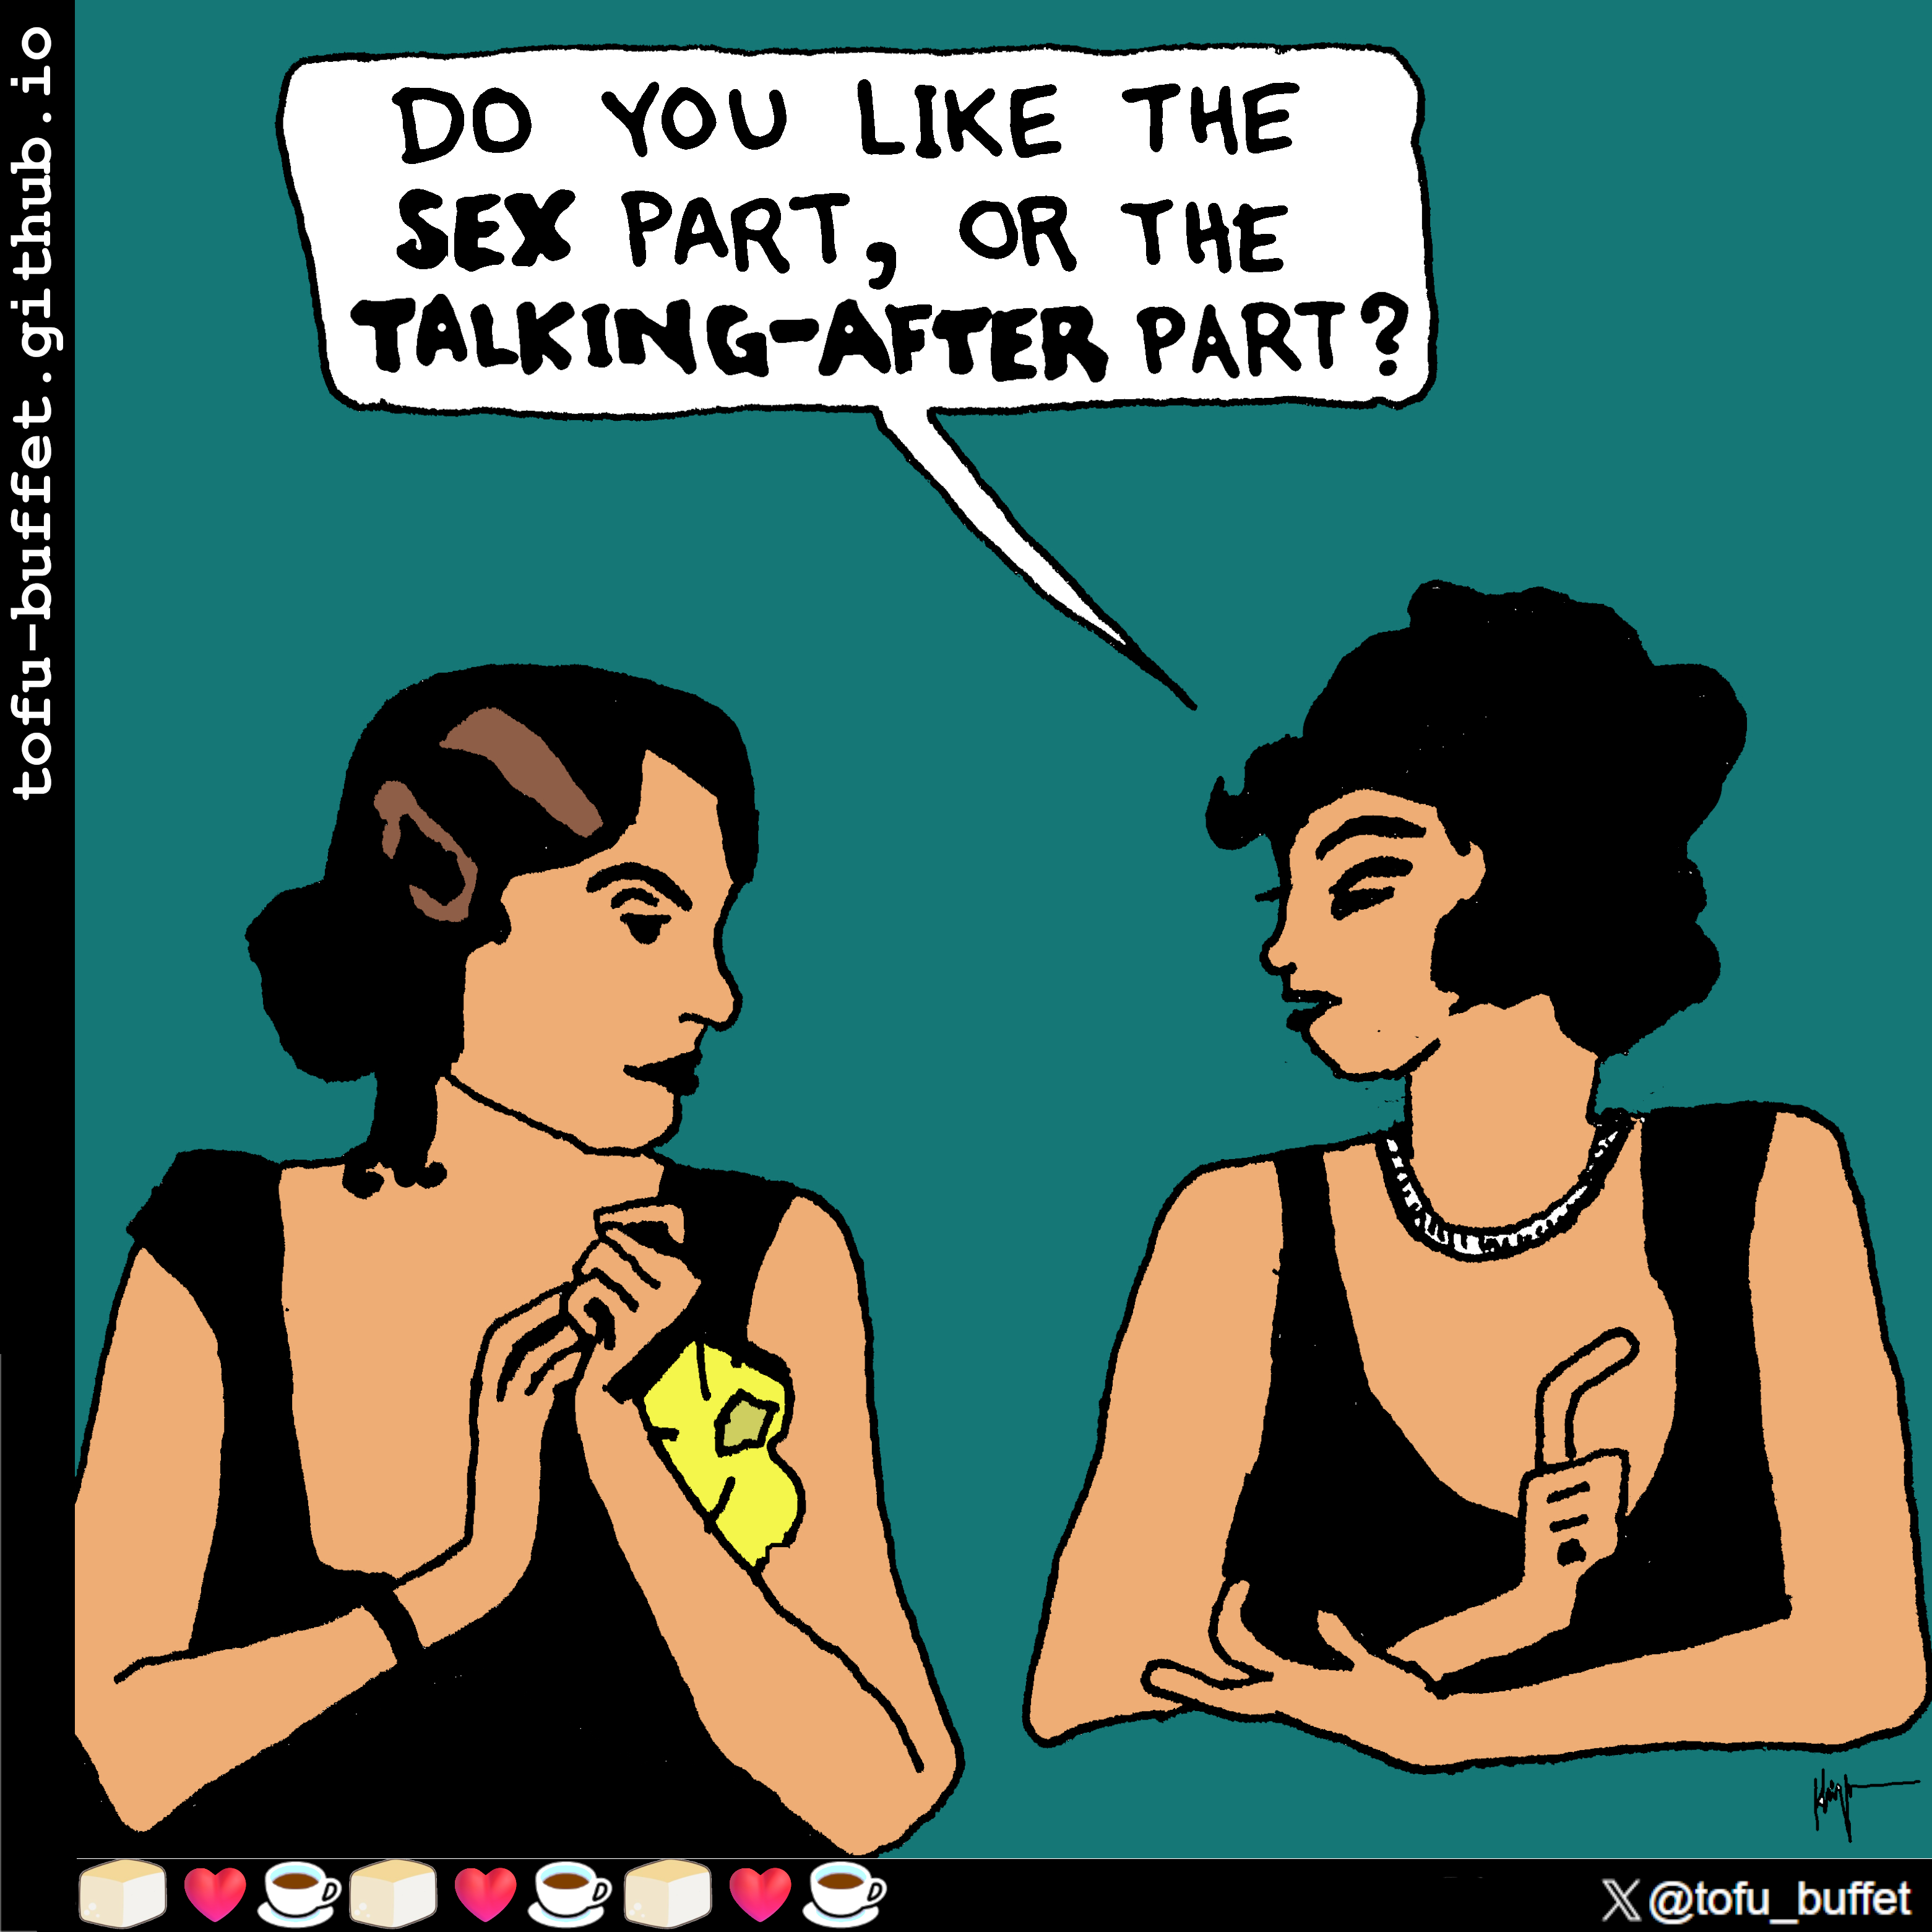 DO YOU LIKE THE
SEX PART, OR THE
TALKING-AFTER PART?
tofu-buffet.github.io
𝕏 @tofu_buffet